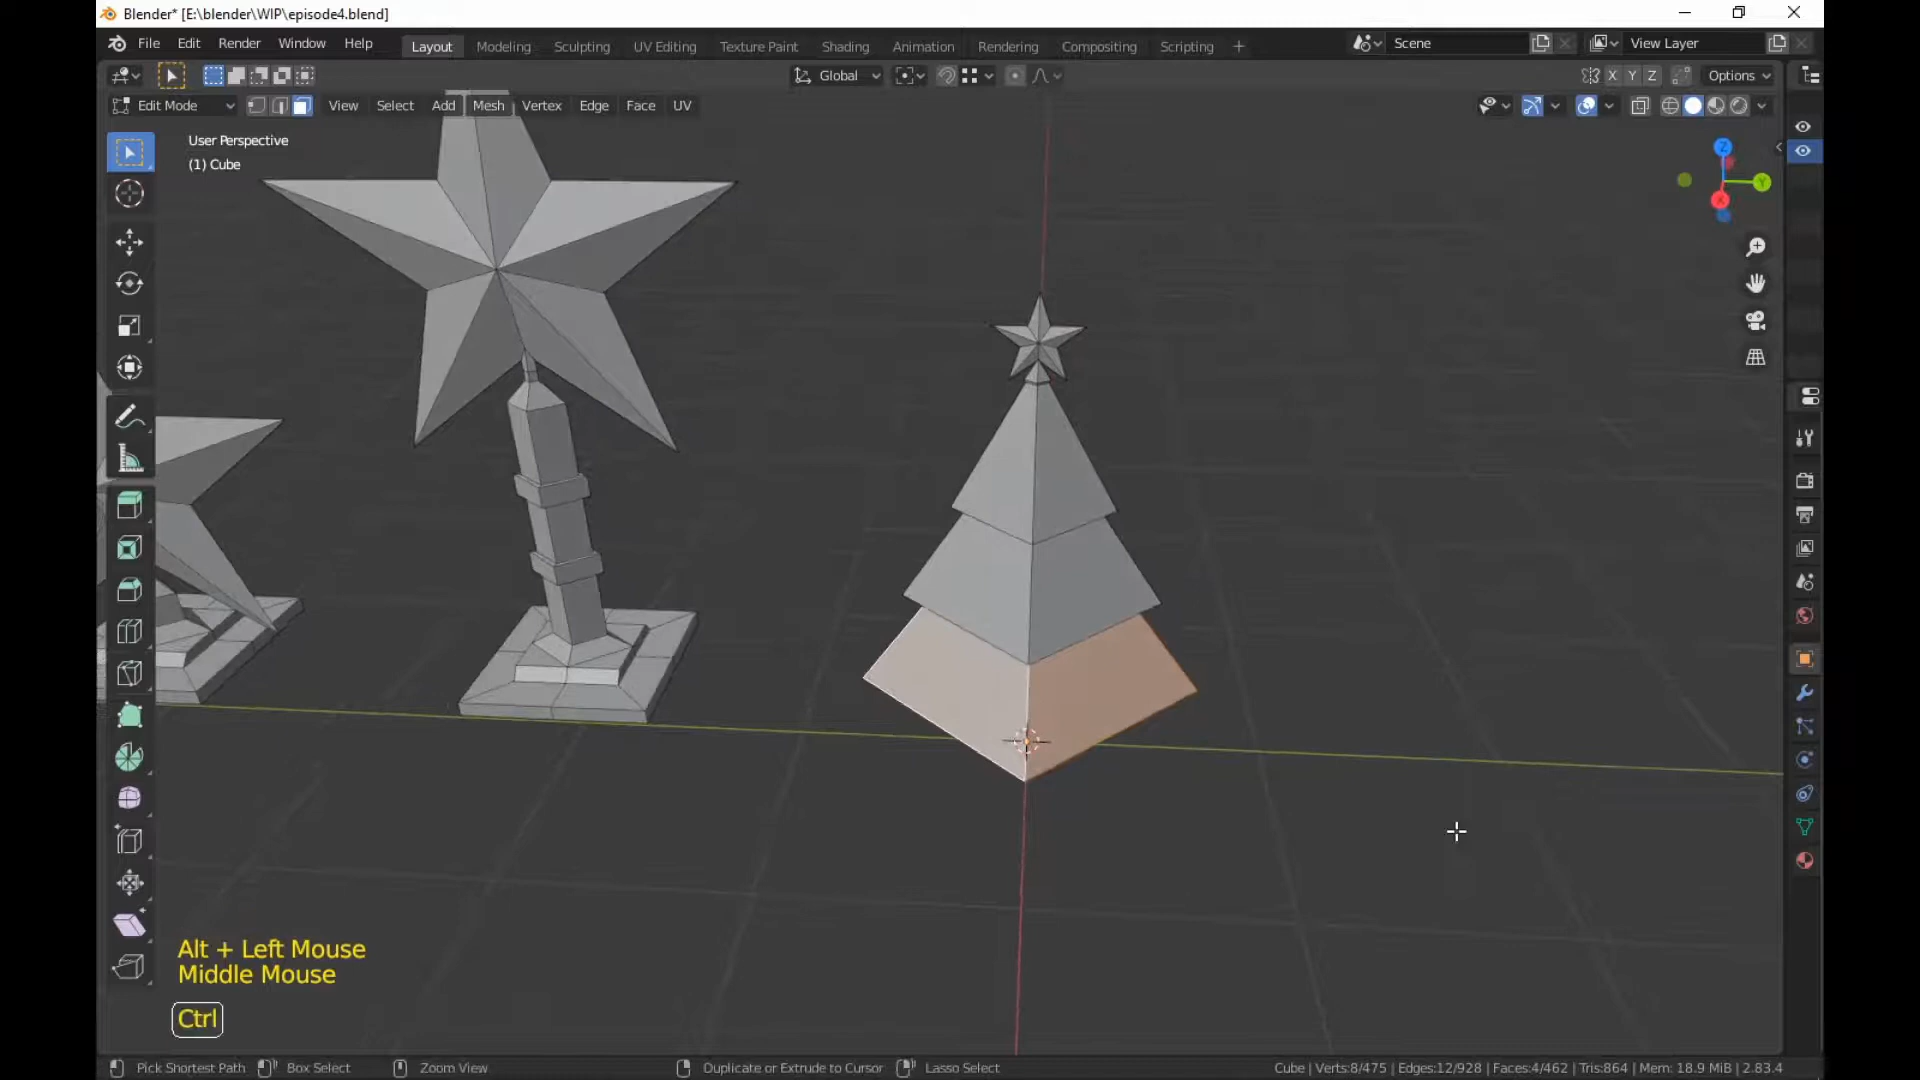 Blender* [E:\blender\WIP\episode4.blend]
File Edit Render Window Help Layout Modeling Sculpting UV Editing Texture Paint Shading Animation Rendering Compositing Scripting + Scene View Layer
Global X Y Z Options
Edit Mode View Select Add Mesh Vertex Edge Face UV
User Perspective
(1) Cube
Z
Y
X
Alt + Left Mouse
Middle Mouse
Ctrl
Pick Shortest Path Box Select Zoom View Duplicate or Extrude to Cursor Lasso Select Cube | Verts:8/475 | Edges:12/928 | Faces:4/462 | Tris:864 | Mem: 18.9 MiB | 2.83.4